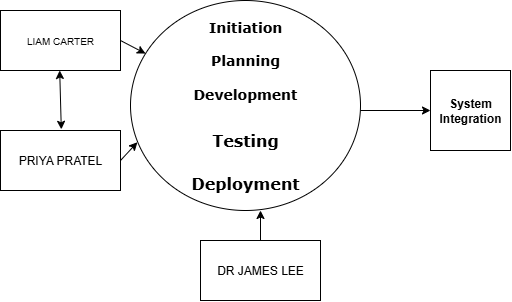 Initiation
LIAM CARTER
Planning
Development
System
Integration
Testing
PRIYA PRATEL
Deployment
DR JAMES LEE